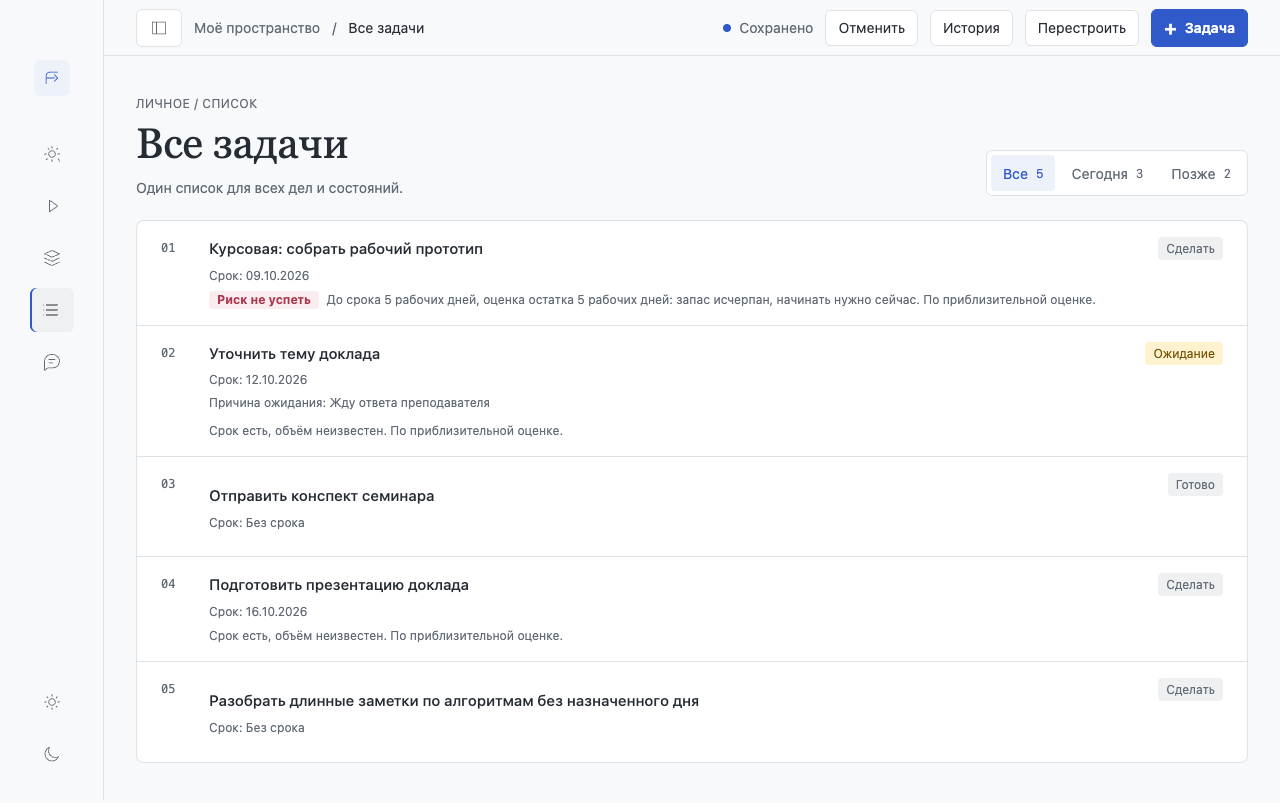 Моё пространство / Все задачи
Сохранено
Отменить
История
Перестроить
+ Задача
ЛИЧНОЕ / СПИСОК
Все задачи
Один список для всех дел и состояний.
Все 5
Сегодня 3
Позже 2
01
Курсовая: собрать рабочий прототип
Сделать
Срок: 09.10.2026
Риск не успеть До срока 5 рабочих дней, оценка остатка 5 рабочих дней: запас исчерпан, начинать нужно сейчас. По приблизительной оценке.
02
Уточнить тему доклада
Ожидание
Срок: 12.10.2026
Причина ожидания: Жду ответа преподавателя
Срок есть, объём неизвестен. По приблизительной оценке.
03
Отправить конспект семинара
Готово
Срок: Без срока
04
Подготовить презентацию доклада
Сделать
Срок: 16.10.2026
Срок есть, объём неизвестен. По приблизительной оценке.
05
Разобрать длинные заметки по алгоритмам без назначенного дня
Сделать
Срок: Без срока